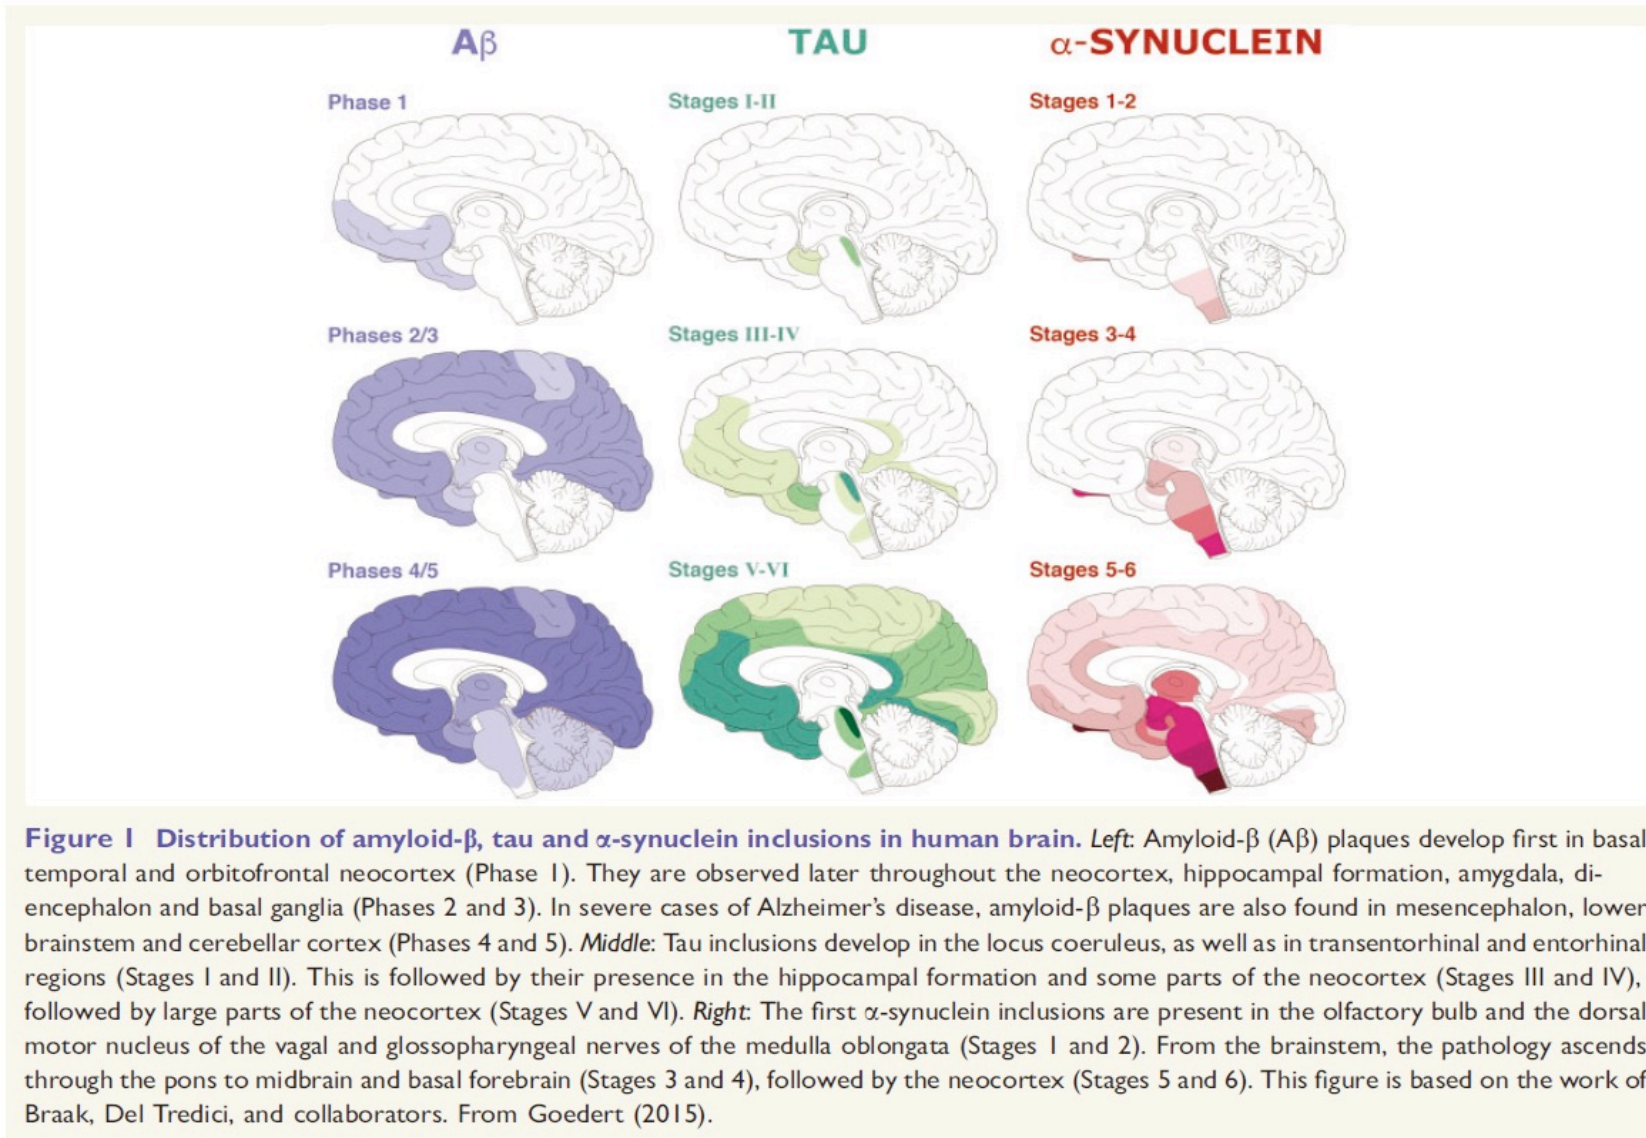 Aβ
TAU
α-SYNUCLEIN
Phase 1
Stages I-II
Stages 1-2
Phases 2/3
Stages III-IV
Stages 3-4
Phases 4/5
Stages V-VI
Stages 5-6
Figure 1 Distribution of amyloid-β, tau and α-synuclein inclusions in human brain. Left: Amyloid-β (Aβ) plaques develop first in basal
temporal and orbitofrontal neocortex (Phase 1). They are observed later throughout the neocortex, hippocampal formation, amygdala, di-
encephalon and basal ganglia (Phases 2 and 3). In severe cases of Alzheimer's disease, amyloid-β plaques are also found in mesencephalon, lower
brainstem and cerebellar cortex (Phases 4 and 5). Middle: Tau inclusions develop in the locus coeruleus, as well as in transentorhinal and entorhinal
regions (Stages I and II). This is followed by their presence in the hippocampal formation and some parts of the neocortex (Stages III and IV),
followed by large parts of the neocortex (Stages V and VI). Right: The first α-synuclein inclusions are present in the olfactory bulb and the dorsal
motor nucleus of the vagal and glossopharyngeal nerves of the medulla oblongata (Stages 1 and 2). From the brainstem, the pathology ascends
through the pons to midbrain and basal forebrain (Stages 3 and 4), followed by the neocortex (Stages 5 and 6). This figure is based on the work of
Braak, Del Tredici, and collaborators. From Goedert (2015).